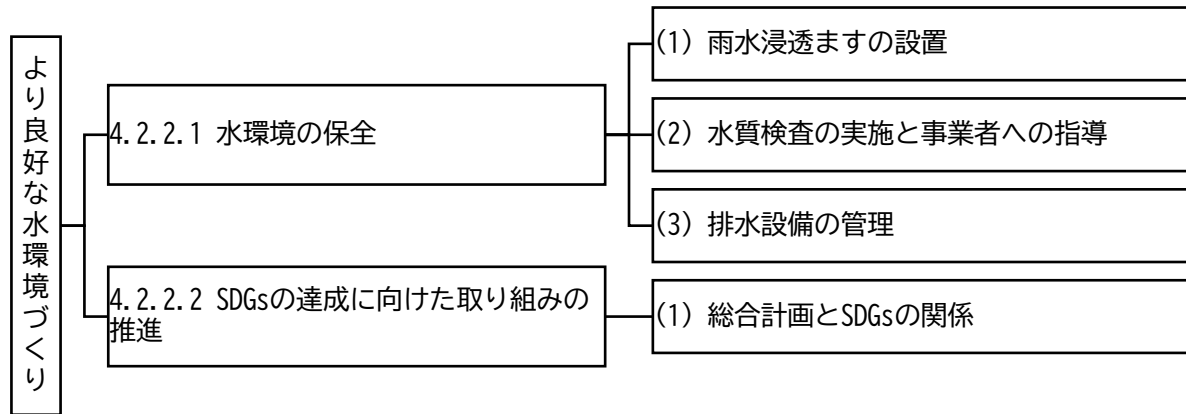 より良好な水環境づくり
4.2.2.1 水環境の保全
(1) 雨水浸透ますの設置
(2) 水質検査の実施と事業者への指導
(3) 排水設備の管理
4.2.2.2 SDGsの達成に向けた取り組みの
推進
(1) 総合計画とSDGsの関係